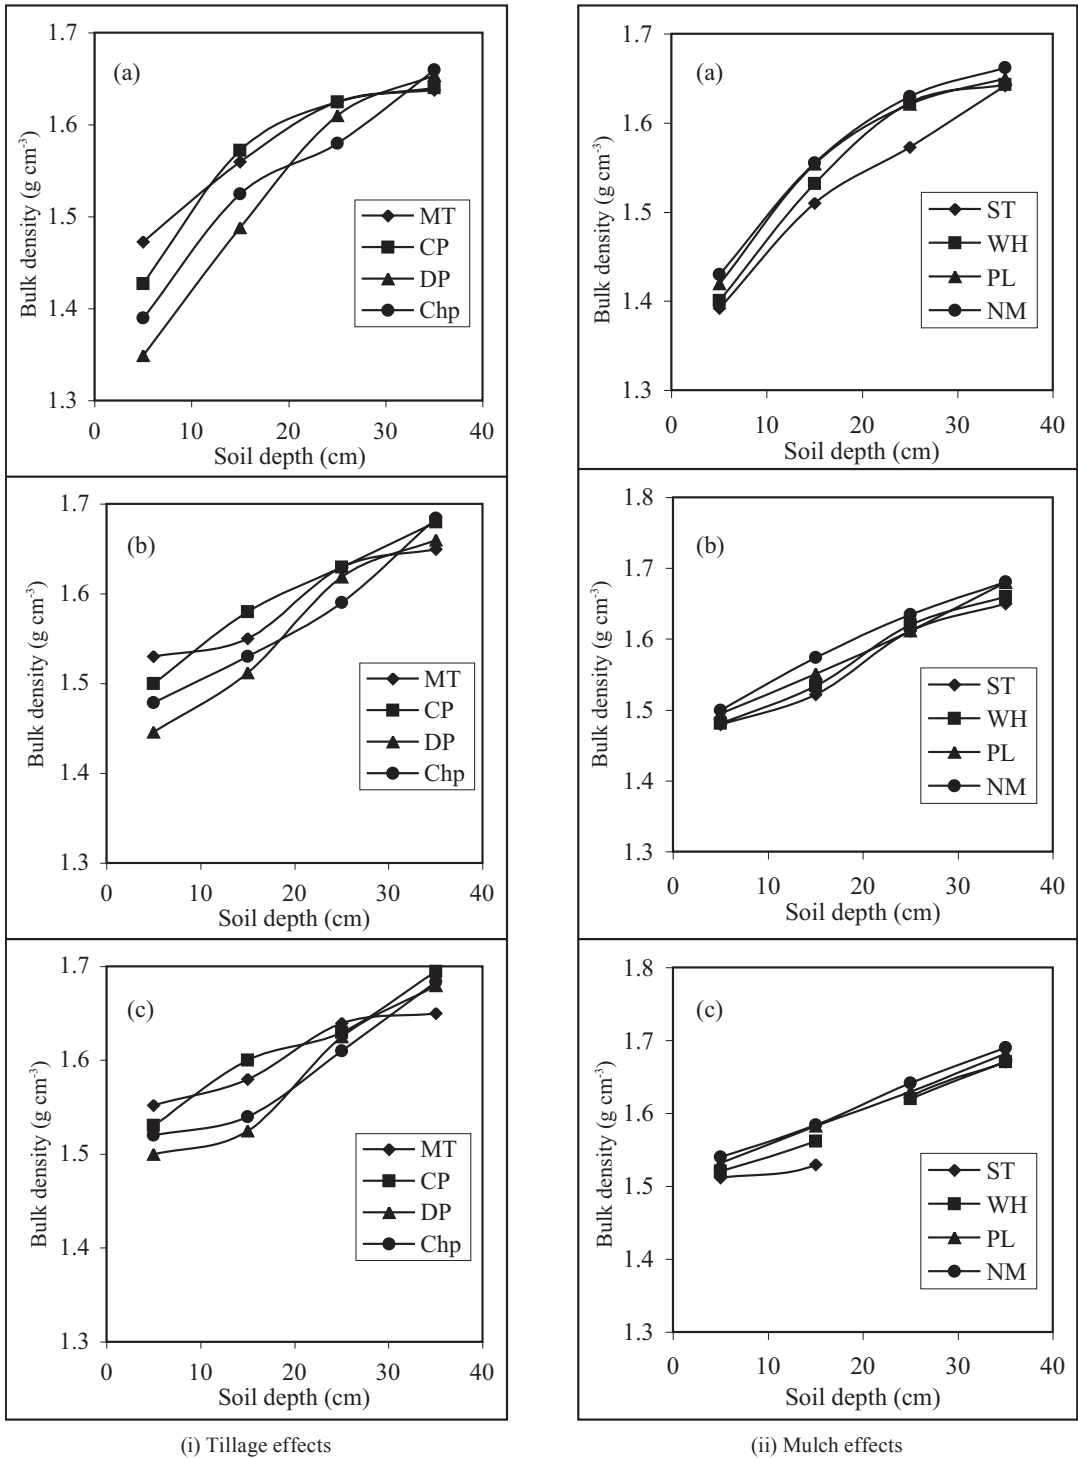 1.7
1.6
1.5
1.4
1.3
0
10
20
30
40
(a)
Bulk density (g cm-3)
Soil depth (cm)
MT
CP
DP
Chp
1.7
1.6
1.5
1.4
1.3
0
10
20
30
40
(a)
Bulk density (g cm-3)
Soil depth (cm)
ST
WH
PL
NM
1.7
1.6
1.5
1.4
1.3
0
10
20
30
40
(b)
Bulk density (g cm-3)
Soil depth (cm)
MT
CP
DP
Chp
1.8
1.7
1.6
1.5
1.4
1.3
0
10
20
30
40
(b)
Bulk density (g cm-3)
Soil depth (cm)
ST
WH
PL
NM
1.7
1.6
1.5
1.4
1.3
0
10
20
30
40
(c)
Bulk density (g cm-3)
Soil depth (cm)
MT
CP
DP
Chp
1.8
1.7
1.6
1.5
1.4
1.3
0
10
20
30
40
(c)
Bulk density (g cm-3)
Soil depth (cm)
ST
WH
PL
NM
(i) Tillage effects
(ii) Mulch effects